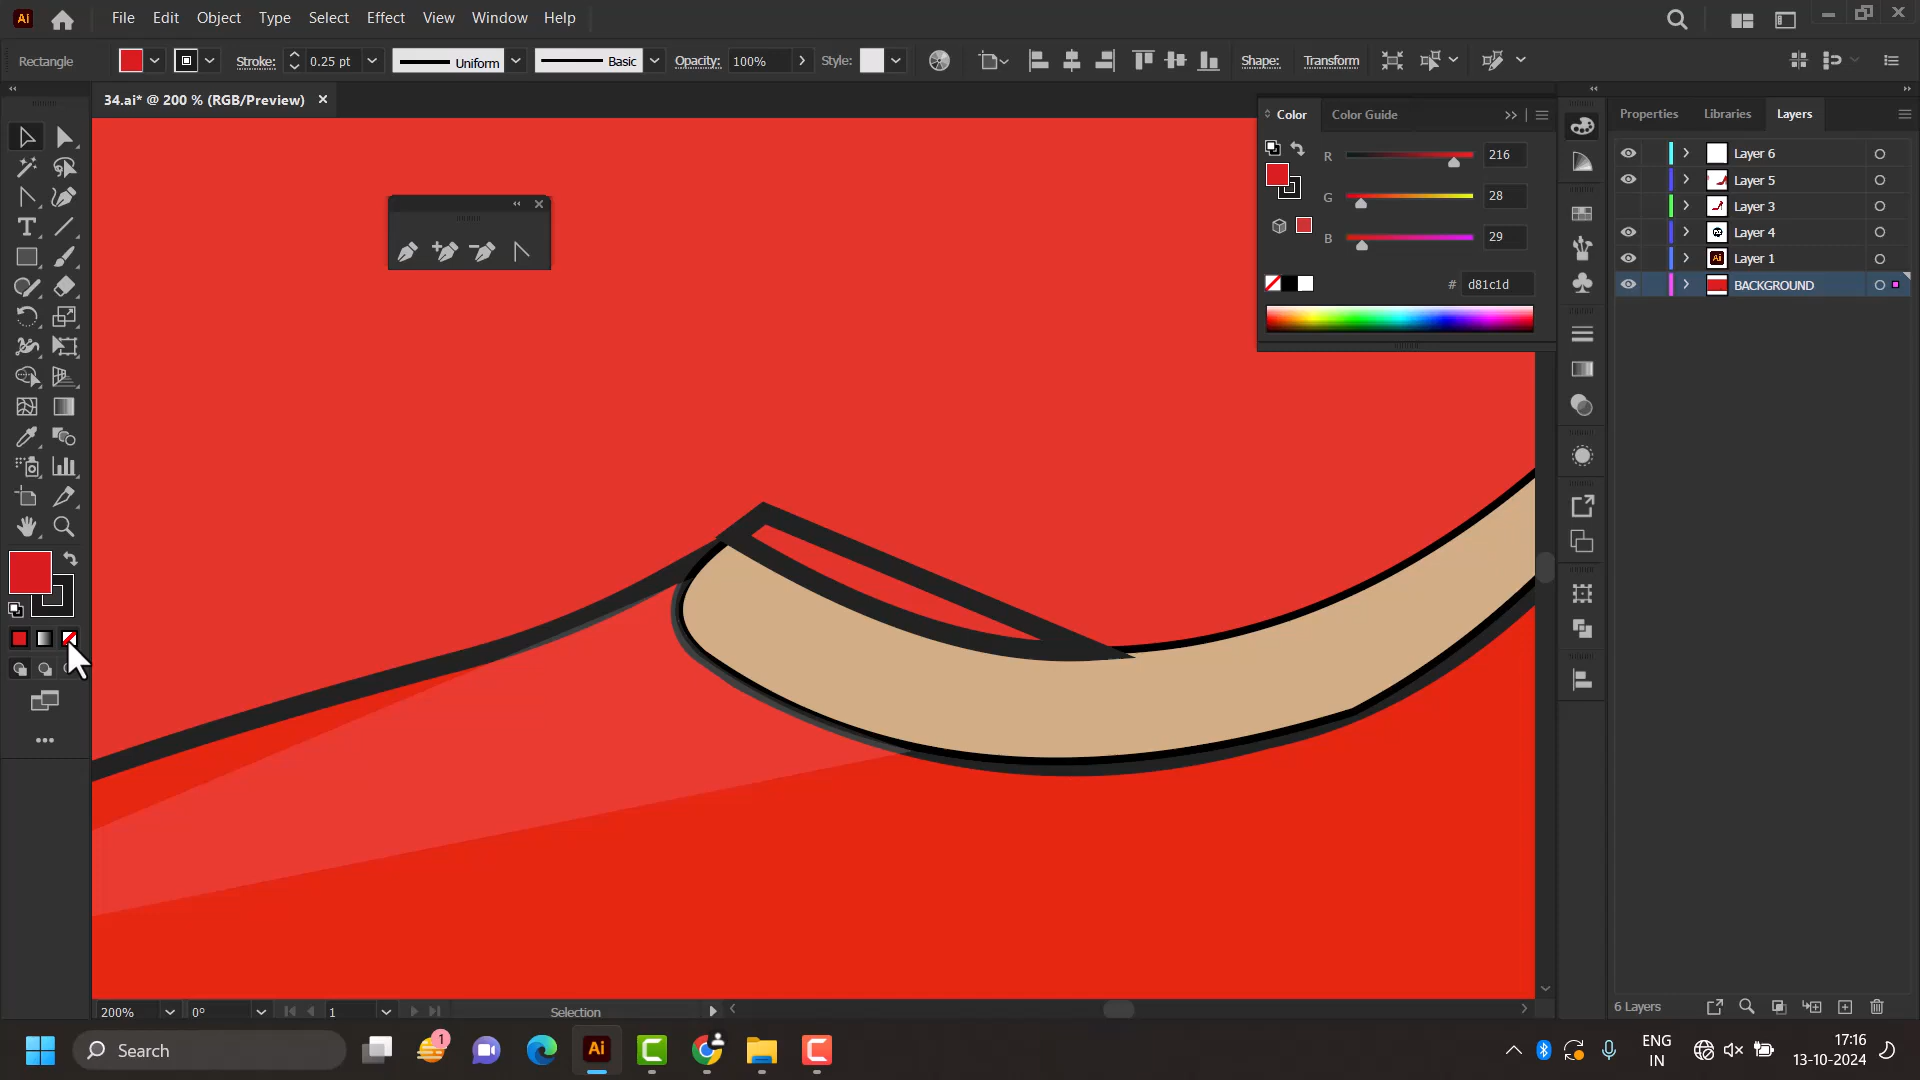 Ai File Edit Object Type Select Effect View Window Help
Rectangle Stroke: 0.25 pt Uniform Basic Opacity: 100% Style: Shape: Transform
34.ai* @ 200 % (RGB/Preview)
Color Color Guide
Properties Libraries Layers
R 216
G 28
B 29
# d81c1d
Layer 6
Layer 5
Layer 3
Layer 4
Ai Layer 1
BACKGROUND
T
200% 0° 1 Selection
6 Layers
Search
1
Ai
ENG
IN
17:16
13-10-2024